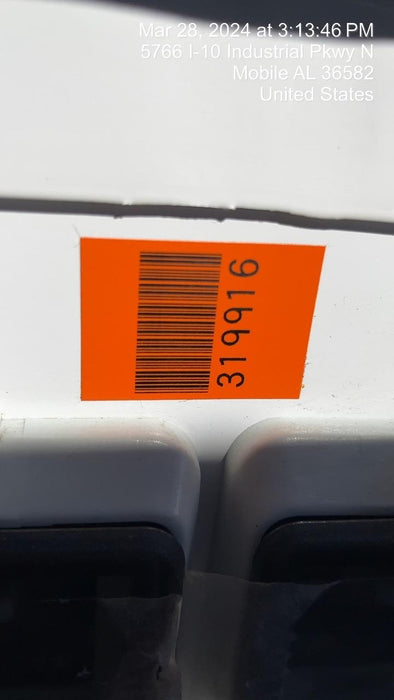 Mar 28, 2024 at 3:13:46 PM
5766 I-10 Industrial Pkwy N
Mobile AL 36582
United States
319916